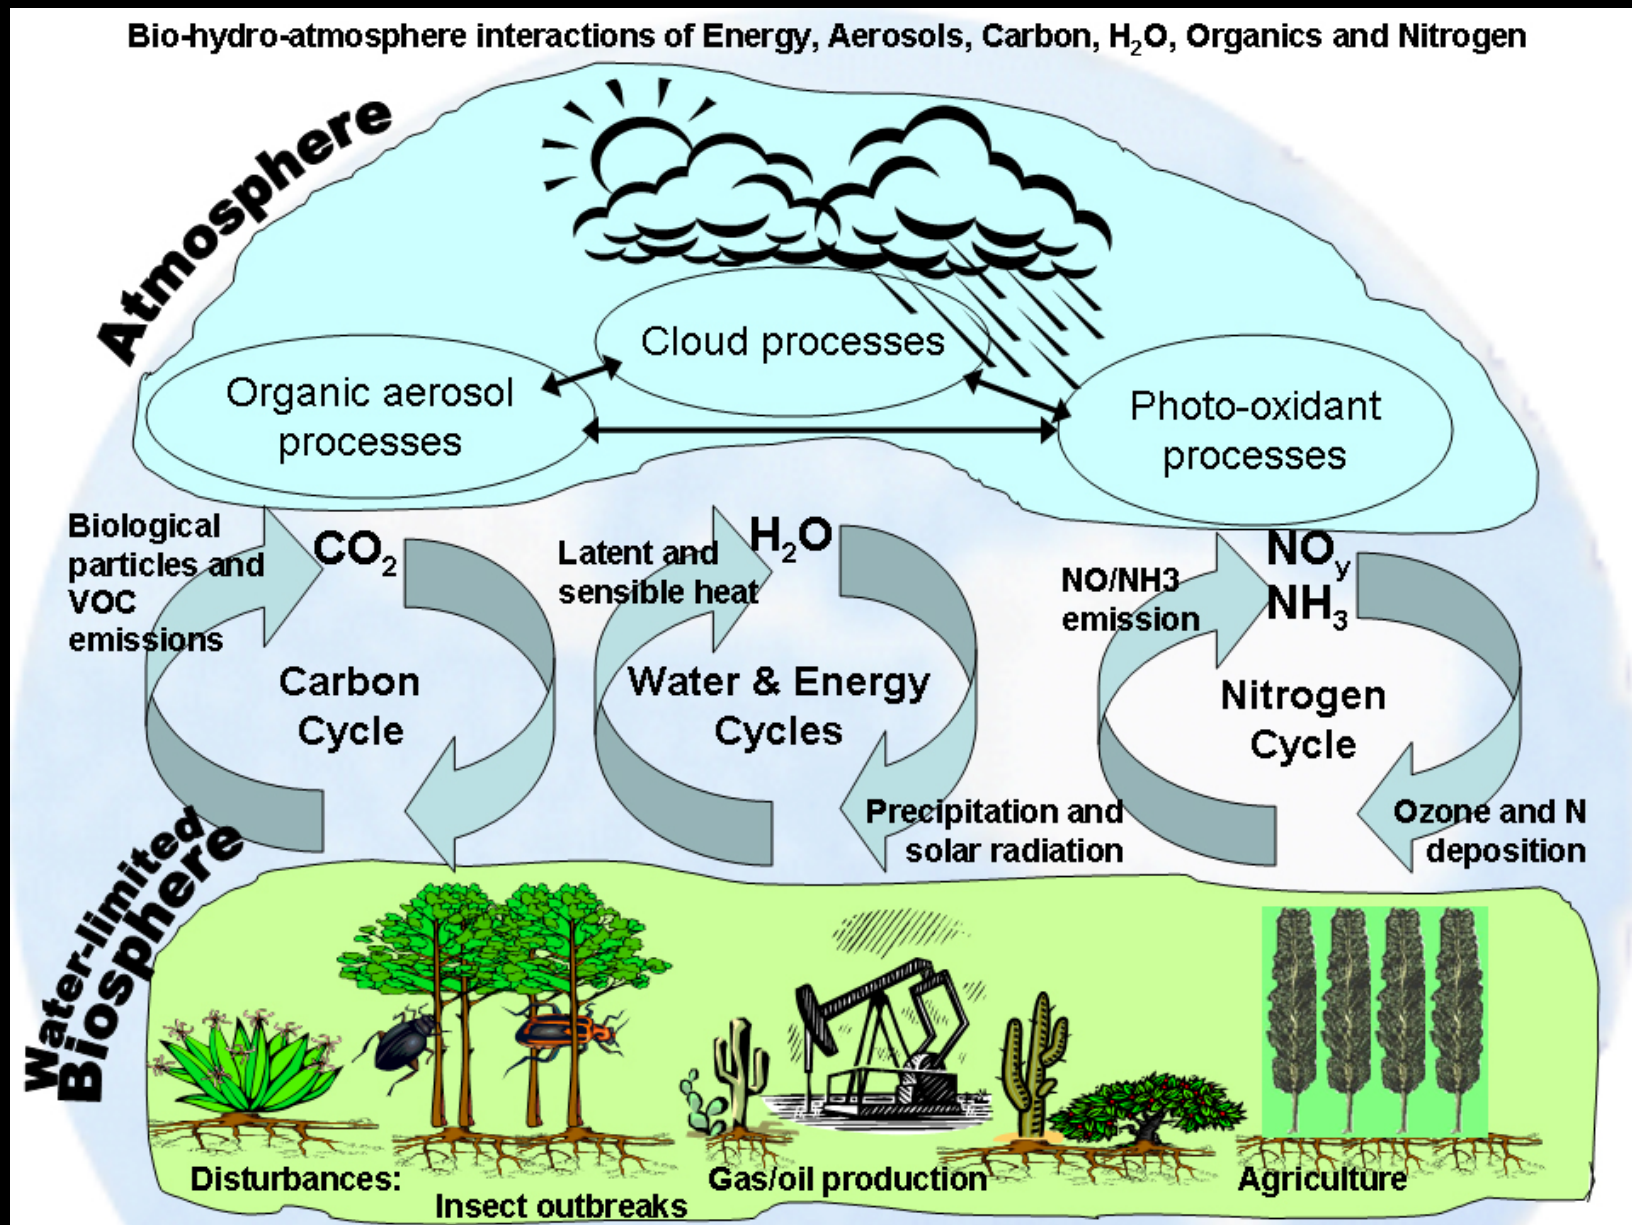 Bio-hydro-atmosphere interactions of Energy, Aerosols, Carbon, H₂O, Organics and Nitrogen
Atmosphere
Cloud processes
Organic aerosol
processes
Photo-oxidant
processes
Biological
particles and
VOC
emissions
CO₂
Carbon
Cycle
Latent and
sensible heat
H₂O
Water & Energy
Cycles
Precipitation and
solar radiation
NO/NH3
emission
NOy
NH₃
Nitrogen
Cycle
Ozone and N
deposition
Water-limited
Biosphere
Disturbances:
Insect outbreaks
Gas/oil production
Agriculture